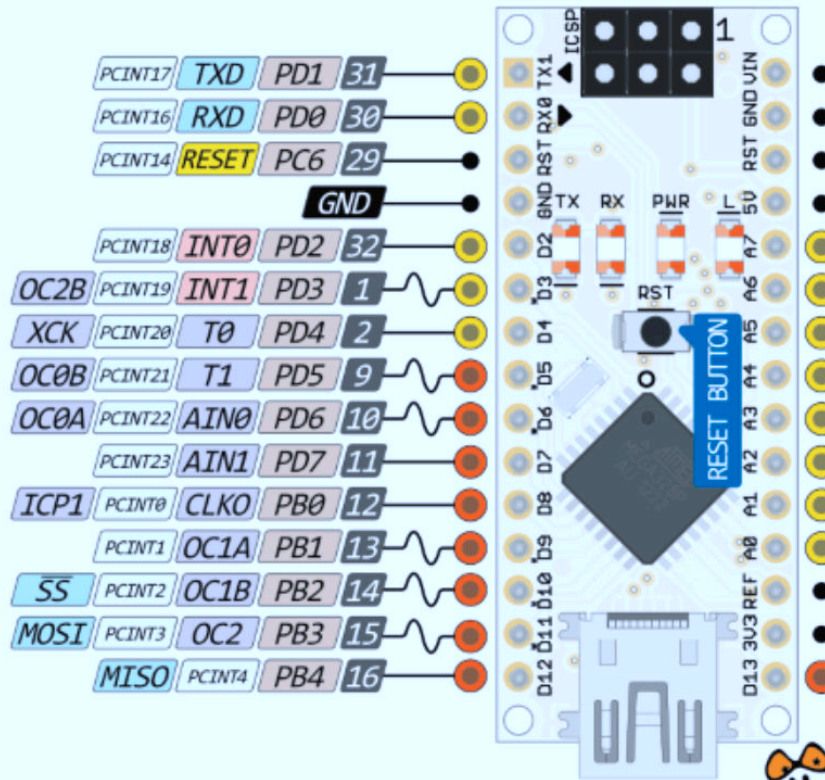 ICSP 1
PCINT17 TXD PD1 31 TX1 VIN
PCINT16 RXD PD0 30 RX0 GND
PCINT14 RESET PC6 29 RST RST
GND GND 5V
TX RX PWR L
PCINT18 INT0 PD2 32 D2 A7
OC2B PCINT19 INT1 PD3 1 D3 A6
RST
XCK PCINT20 T0 PD4 2 D4 A5
RESET BUTTON
OC0B PCINT21 T1 PD5 9 D5 A4
OC0A PCINT22 AIN0 PD6 10 D6 A3
PCINT23 AIN1 PD7 11 D7 A2
ICP1 PCINT0 CLKO PB0 12 D8 A1
PCINT1 OC1A PB1 13 D9 A0
SS PCINT2 OC1B PB2 14 D10 REF
MOSI PCINT3 OC2 PB3 15 D11 3V3
MISO PCINT4 PB4 16 D12 D13